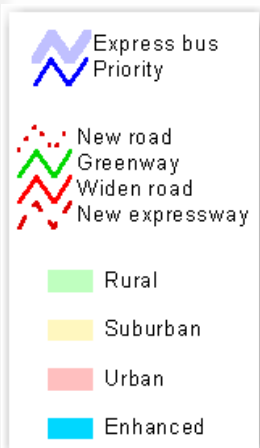 Express bus
Priority
New road
Greenway
Widen road
New expressway
Rural
Suburban
Urban
Enhanced